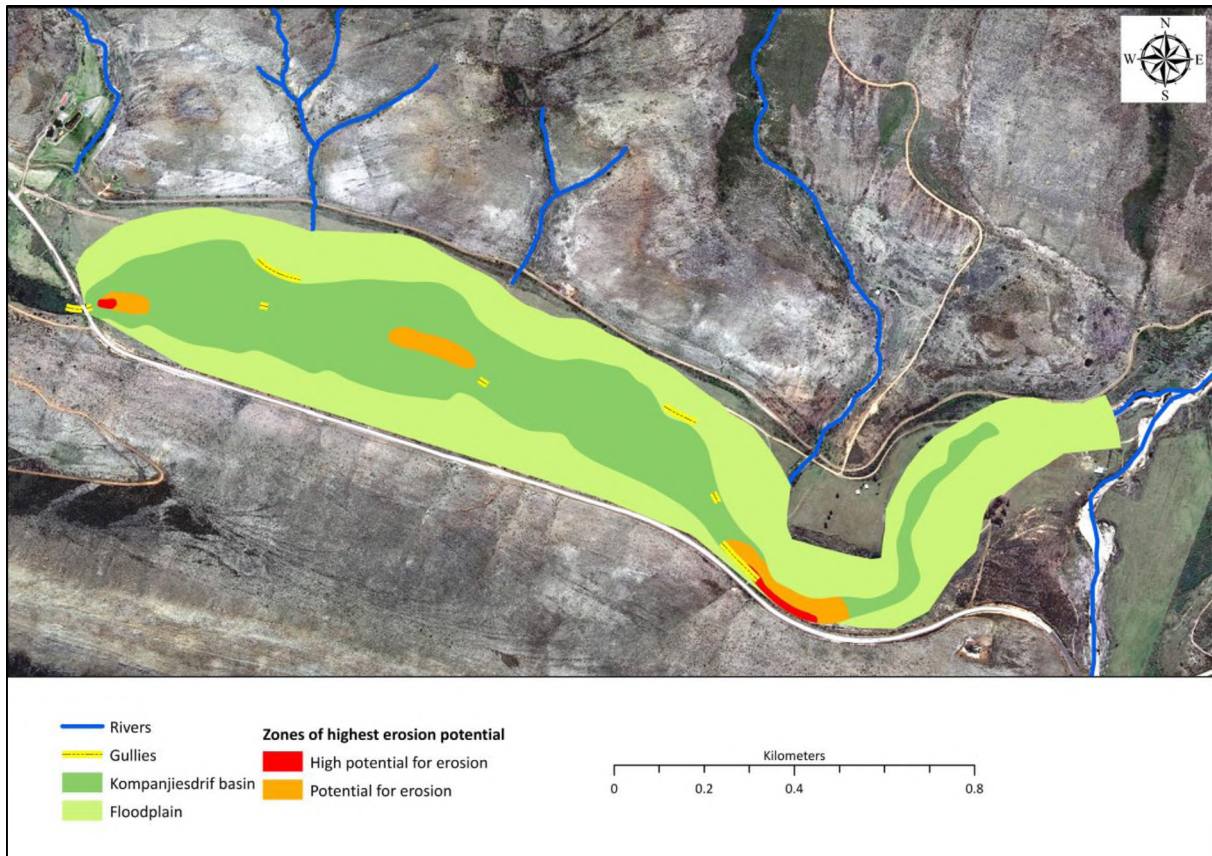 N
W E
S
Rivers
Gullies
Kompanjiesdrif basin
Floodplain
Zones of highest erosion potential
High potential for erosion
Potential for erosion
Kilometers
0 0.2 0.4 0.8